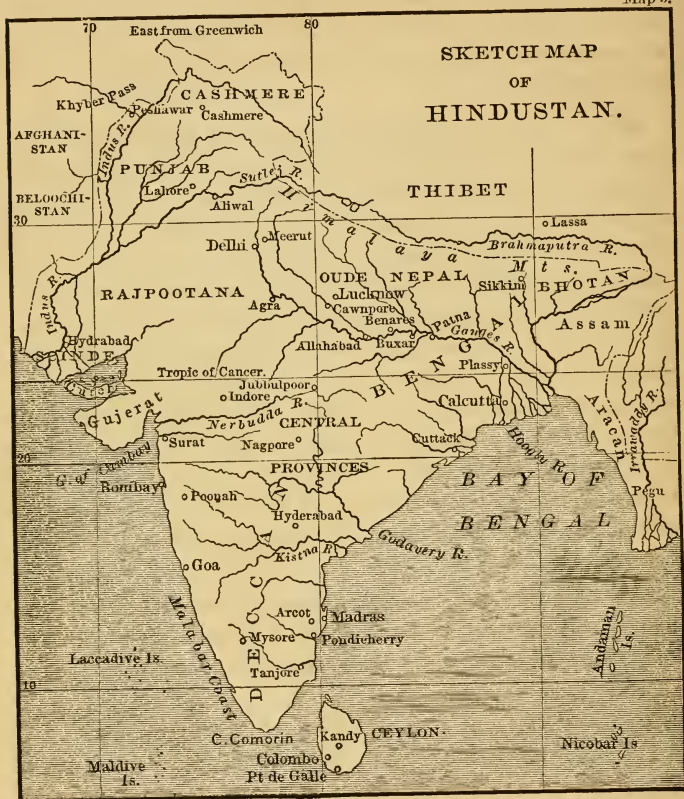 Map 3.
70
80
East from Greenwich
SKETCH MAP
OF
HINDUSTAN.
CASHMERE
Khyber Pass
Peshawar
Cashmere
AFGHANI-
STAN
Indus R.
PUNJAB
Lahore
Sutlej R.
Aliwal
THIBET
BELOOCHI-
STAN
30
Lassa
Himalaya Mts.
Brahmaputra R.
Delhi
Meerut
OUDE
NEPAL
Sikkim
BHOTAN
RAJPOOTANA
Lucknow
Agra
Cawnpore
Benares
Patna
Ganges R.
Assam
Indus R.
Hydrabad
SCINDE
Allahabad
Buxar
BENGAL
Plassy
Tropic of Cancer.
Jubbulpoor
Indore
Calcutta
Aracan
Irrawaddy R.
Gujerat
Nerbudda R.
CENTRAL
Surat
Nagpore
Cuttack
Hoogly R.
20
G. of Cambay
PROVINCES
BAY OF
BENGAL
Pegu
Bombay
Poonah
Hyderabad
Godavery R.
Kistna R.
Goa
DECCAN
Arcot
Madras
Mysore
Pondicherry
Malabar Coast
Laccadive Is.
Tanjore
Andaman
Is.
10
C. Comorin
Kandy
CEYLON.
Nicobar Is
Colombo
Maldive
Is.
Pt de Galle